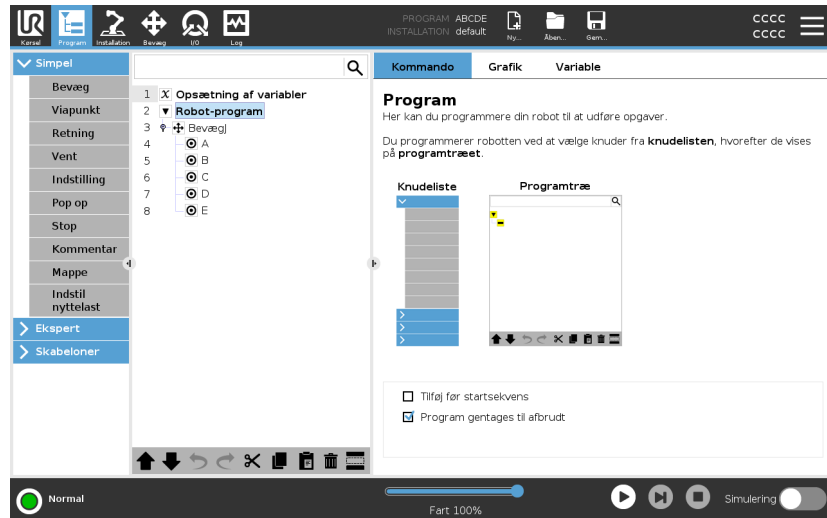 UR
Kørsel
Program
Installation
Bevæg
I/O
Log
PROGRAM ABCDE
INSTALLATION default
Ny...
Åben...
Gem...
CCCC
CCCC
Simpel
Bevæg
Viapunkt
Retning
Vent
Indstilling
Pop op
Stop
Kommentar
Mappe
Indstil
nyttelast
Ekspert
Skabeloner
1 X Opsætning af variabler
2 Robot-program
3 BevægJ
4 A
5 B
6 C
7 D
8 E
Kommando Grafik Variable
Program
Her kan du programmere din robot til at udføre opgaver.
Du programmerer robotten ved at vælge knuder fra knudelisten, hvorefter de vises
på programtræet.
Knudeliste Programtræ
Tilføj før startsekvens
Program gentages til afbrudt
Normal
Fart 100%
Simulering